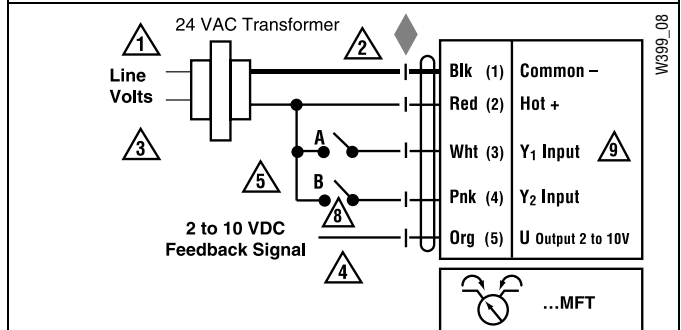 24 VAC Transformer
W399_08
1
2
Line
Volts
3
Blk (1) Common –
Red (2) Hot +
A
Wht (3) Y₁ Input 9
5
B
Pnk (4) Y₂ Input
8
2 to 10 VDC
Feedback Signal
Org (5) U Output 2 to 10V
4
...MFT